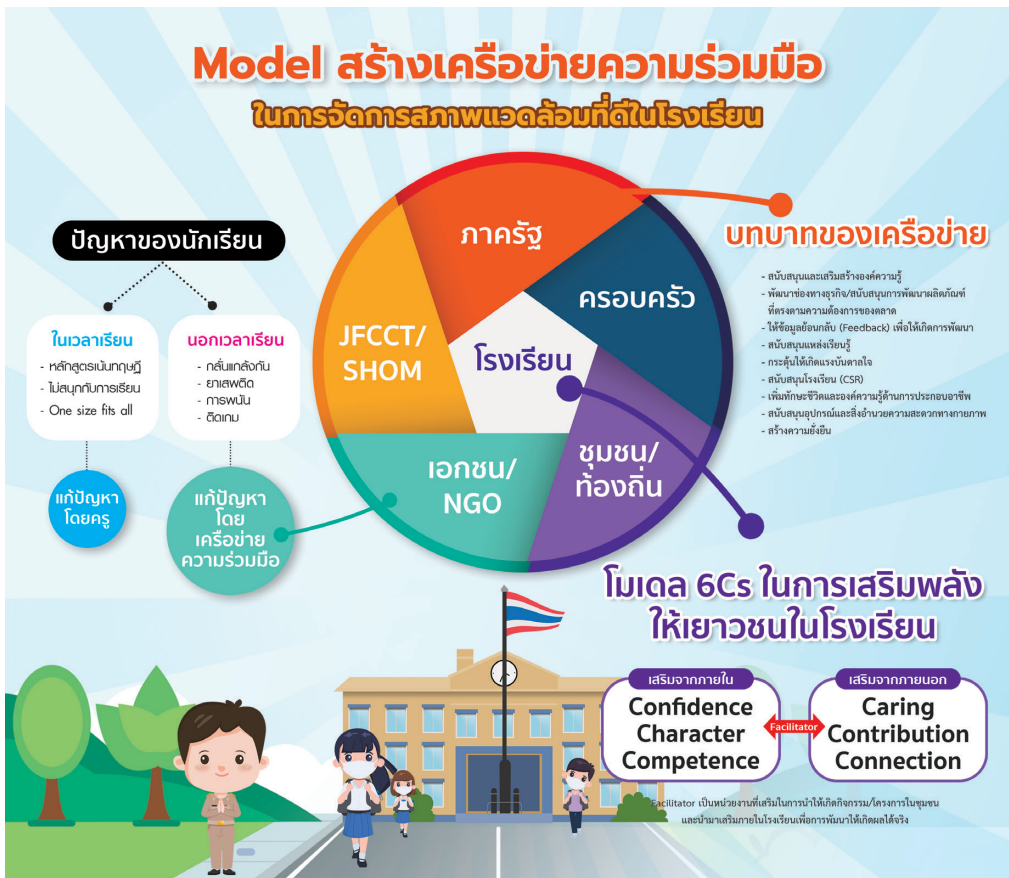 Model สร้างเครือข่ายความร่วมมือ
ในการจัดการสภาพแวดล้อมที่ดีในโรงเรียน
ปัญหาของนักเรียน
ในเวลาเรียน
- หลักสูตรเน้นทฤษฎี
- ไม่สนุกกับการเรียน
- One size fits all
นอกเวลาเรียน
- กลั่นแกล้งกัน
- ยาเสพติด
- การพนัน
- ติดเกม
แก้ปัญหา
โดยครู
แก้ปัญหา
โดย
เครือข่าย
ความร่วมมือ
ภาครัฐ
ครอบครัว
JFCCT/
SHOM
โรงเรียน
เอกชน/
NGO
ชุมชน/
ท้องถิ่น
บทบาทของเครือข่าย
- สนับสนุนและเสริมสร้างองค์ความรู้
- พัฒนาช่องทางธุรกิจ/สนับสนุนการพัฒนาผลิตภัณฑ์
ที่ตรงตามความต้องการของตลาด
- ให้ข้อมูลย้อนกลับ (Feedback) เพื่อให้เกิดการพัฒนา
- สนับสนุนแหล่งเรียนรู้
- กระตุ้นให้เกิดแรงบันดาลใจ
- สนับสนุนโรงเรียน (CSR)
- เพิ่มทักษะชีวิตและองค์ความรู้ด้านการประกอบอาชีพ
- สนับสนุนอุปกรณ์และสิ่งอำนวยความสะดวกทางกายภาพ
- สร้างความยั่งยืน
โมเดล 6Cs ในการเสริมพลัง
ให้เยาวชนในโรงเรียน
เสริมจากภายใน
Confidence
Character
Competence
Facilitator
เสริมจากภายนอก
Caring
Contribution
Connection
Facilitator เป็นหน่วยงานที่เสริมในการนำให้เกิดกิจกรรม/โครงการในชุมชน
และนำมาเสริมภายในโรงเรียนเพื่อการพัมนาให้เกิดผลได้จริง